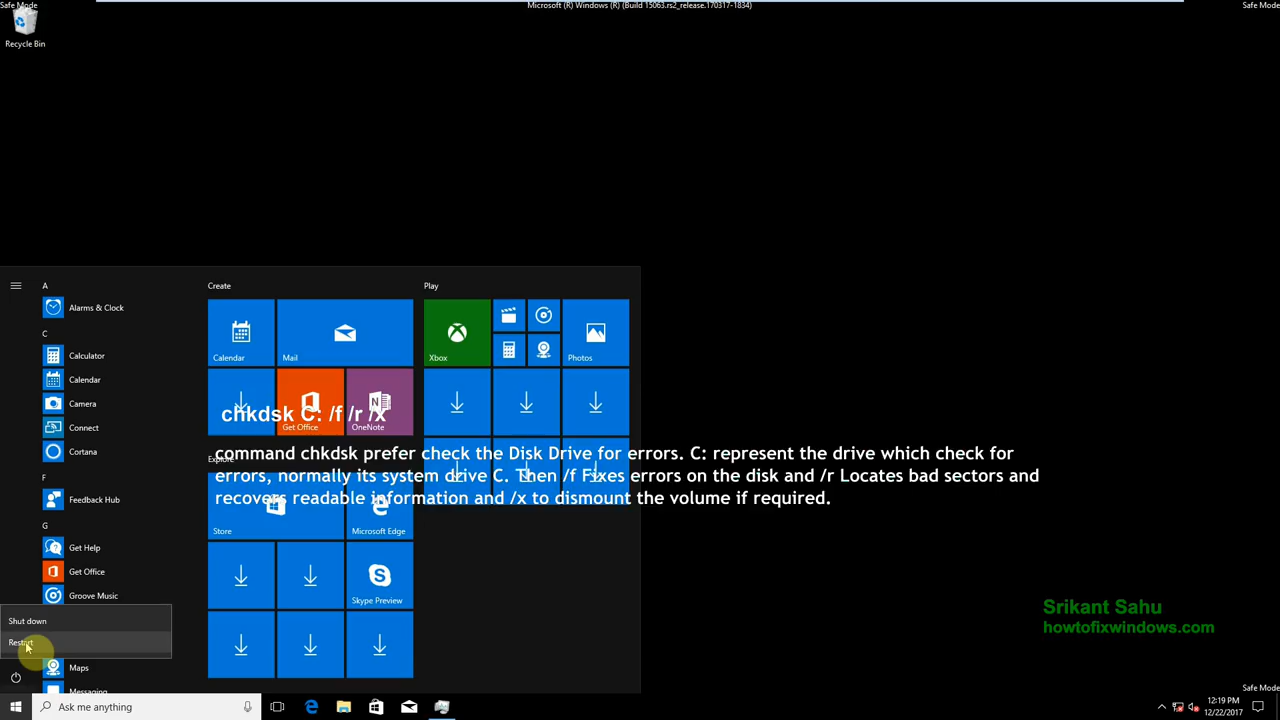 Safe Mode
Microsoft (R) Windows (R) (Build 15063.rs2_release.170317-1834)
Safe Mode
Recycle Bin
A
Alarms & Clock
C
Calculator
Calendar
Camera
Connect
Cortana
F
Feedback Hub
G
Get Help
Get Office
Groove Music
Shut down
Restart
Maps
Messaging
Create
Calendar
Mail
Get Office
OneNote
Explore
Store
Microsoft Edge
Skype Preview
Play
Xbox
Photos
chkdsk C: /f /r /x
command chkdsk prefer check the Disk Drive for errors. C: represent the drive which check for
errors, normally its system drive C. Then /f Fixes errors on the disk and /r Locates bad sectors and
recovers readable information and /x to dismount the volume if required.
Srikant Sahu
howtofixwindows.com
Safe Mode
Ask me anything
12:19 PM
12/22/2017